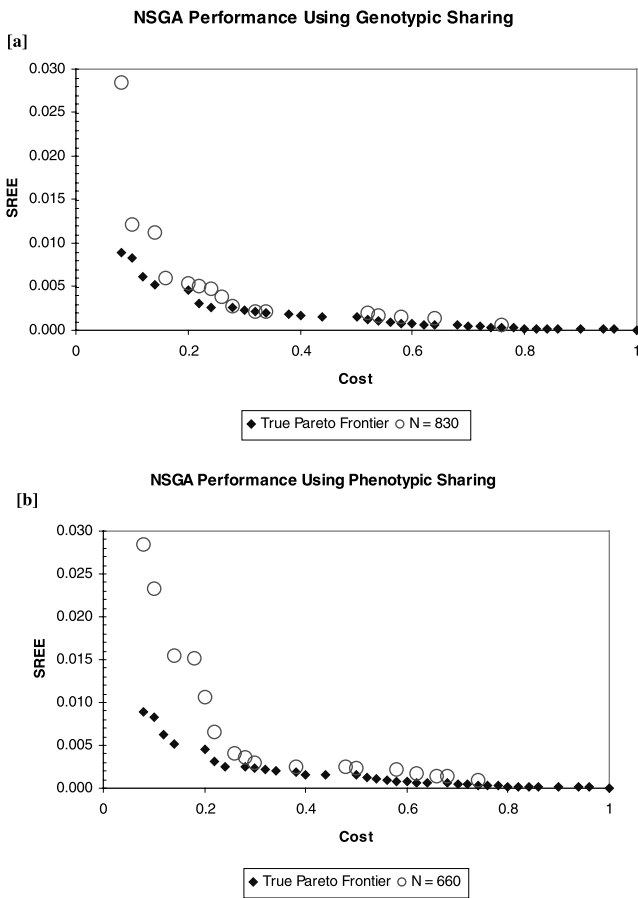 NSGA Performance Using Genotypic Sharing
[a]
0.030
0.025
0.020
0.015
0.010
0.005
0.000
SREE
0 0.2 0.4 0.6 0.8 1
Cost
True Pareto Frontier N = 830
NSGA Performance Using Phenotypic Sharing
[b]
0.030
0.025
0.020
0.015
0.010
0.005
0.000
SREE
0 0.2 0.4 0.6 0.8 1
Cost
True Pareto Frontier N = 660